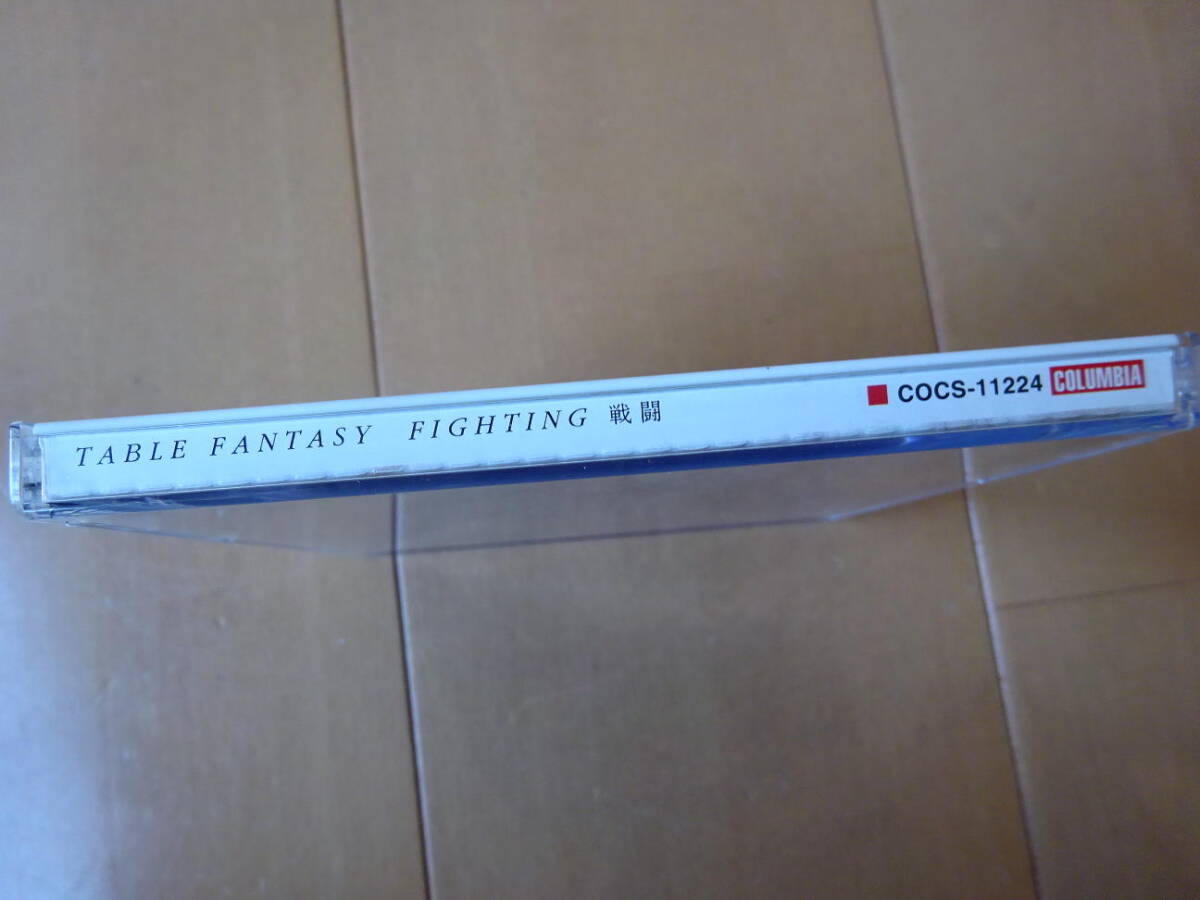 TABLE FANTASY FIGHTING 戦闘 ■ COCS-11224 COLUMBIA